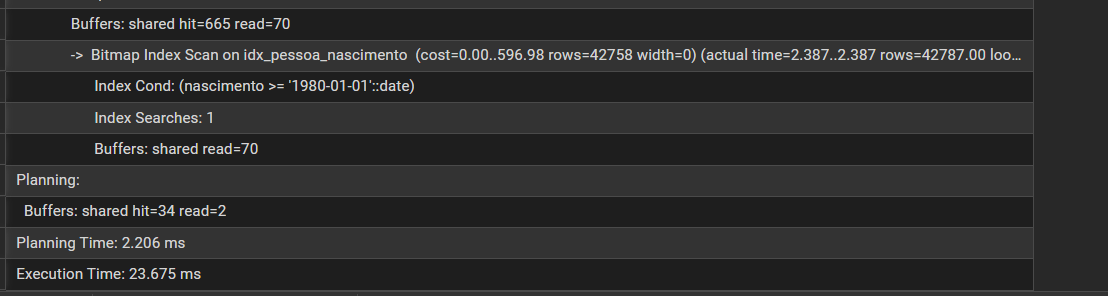 Buffers: shared hit=665 read=70
-> Bitmap Index Scan on idx_pessoa_nascimento (cost=0.00..596.98 rows=42758 width=0) (actual time=2.387..2.387 rows=42787.00 loo…
Index Cond: (nascimento >= '1980-01-01'::date)
Index Searches: 1
Buffers: shared read=70
Planning:
Buffers: shared hit=34 read=2
Planning Time: 2.206 ms
Execution Time: 23.675 ms